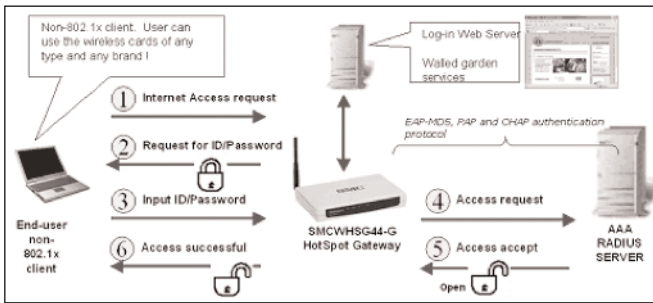 Non-802.1x client. User can
use the wireless cards of any
type and any brand !
Log-in Web Server
Walled garden
services
1 Internet Access request
2 Request for ID/Password
EAP-MD5, PAP and CHAP authentication
protocol
3 Input ID/Password
SMC
4 Access request
End-user
non-
802.1x
client
SMCWHSG44-G
HotSpot Gateway
6 Access successful
5 Access accept
Open
AAA
RADIUS
SERVER